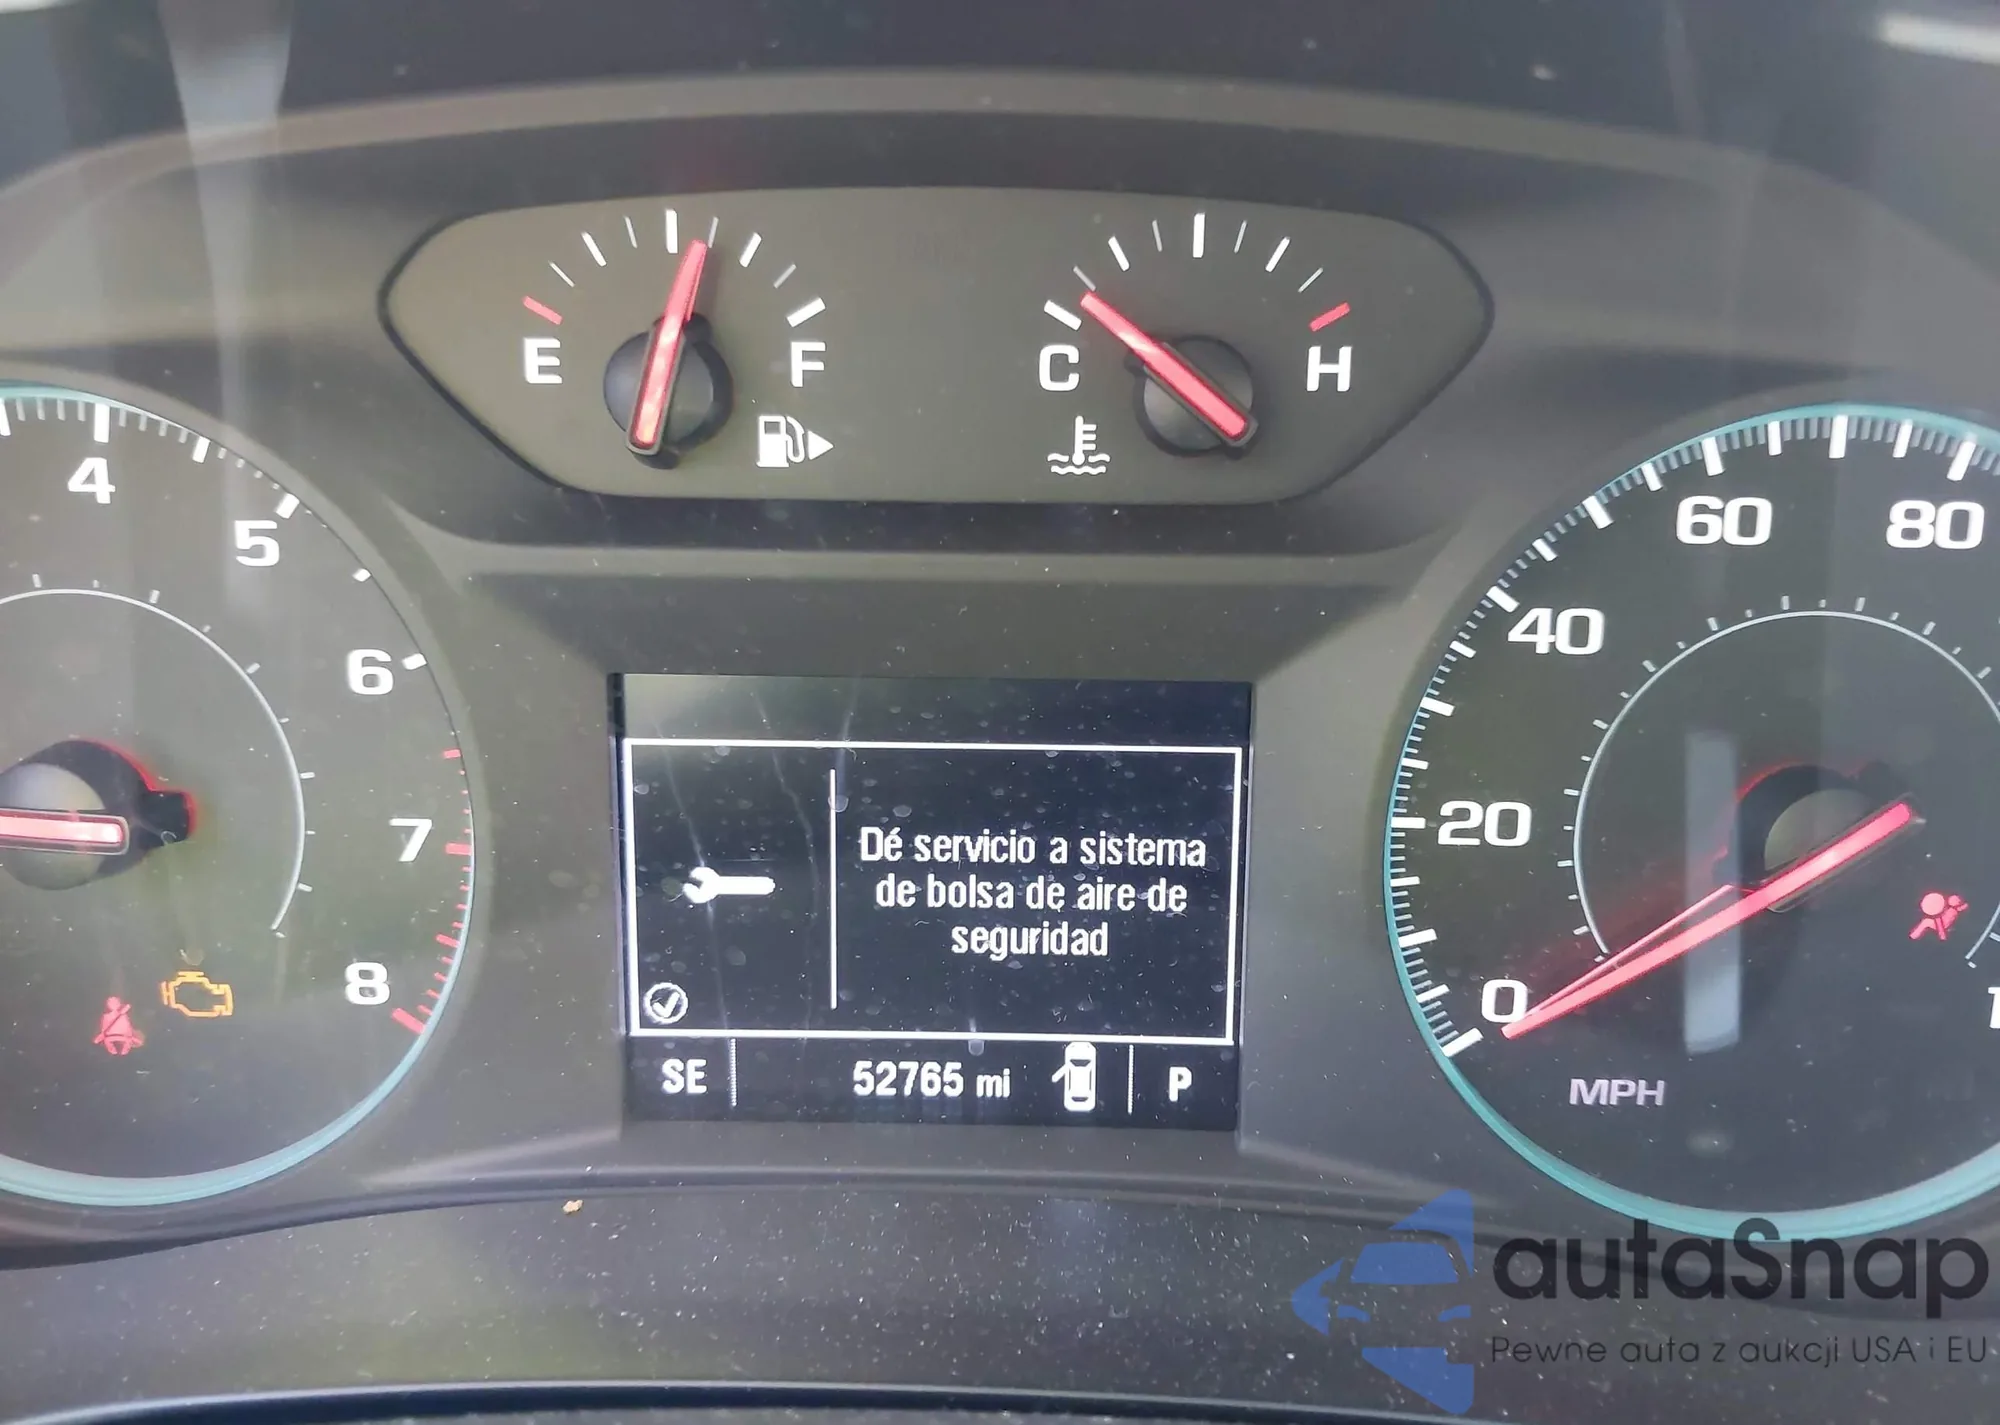 E F
C H
4
5
6
7
8
20
40
60
80
0
MPH
Dé servicio a sistema
de bolsa de aire de
seguridad
SE 52765 mi P
autaSnap
Pewne auta z aukcji USA i EU